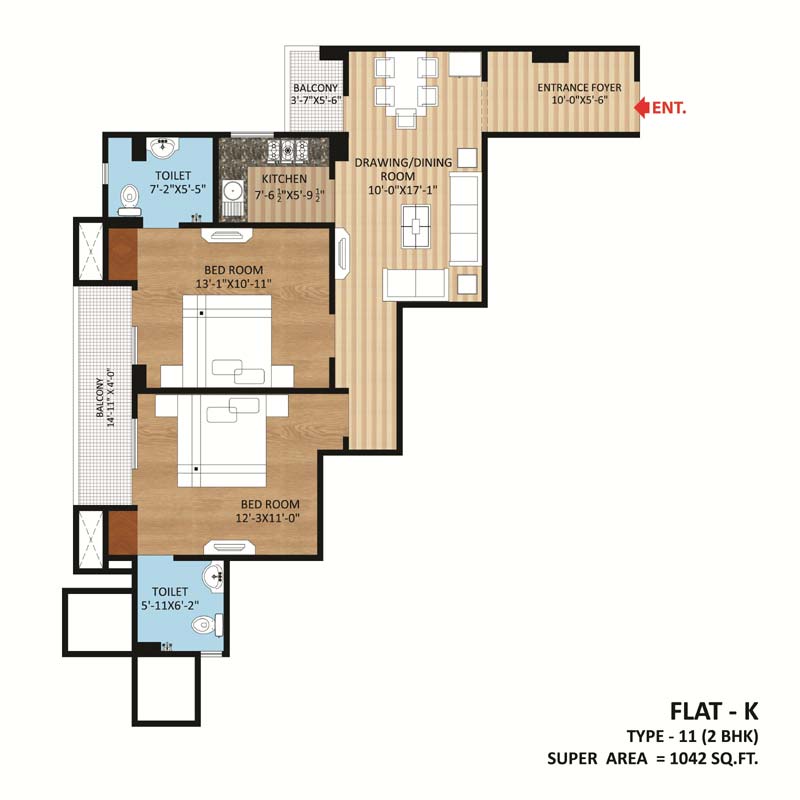 BALCONY
3'-7"X5'-6"
ENTRANCE FOYER
10'-0"X5'-6"
ENT.
DRAWING/DINING
ROOM
10'-0"X17'-1"
TOILET
7'-2"X5'-5"
KITCHEN
7'-6 1/2"X5'-9 1/2"
BED ROOM
13'-1"X10'-11"
BALCONY
14'-11" X 4'-0"
BED ROOM
12'-3X11'-0"
TOILET
5'-11X6'-2"
FLAT - K
TYPE - 11 (2 BHK)
SUPER AREA = 1042 SQ.FT.